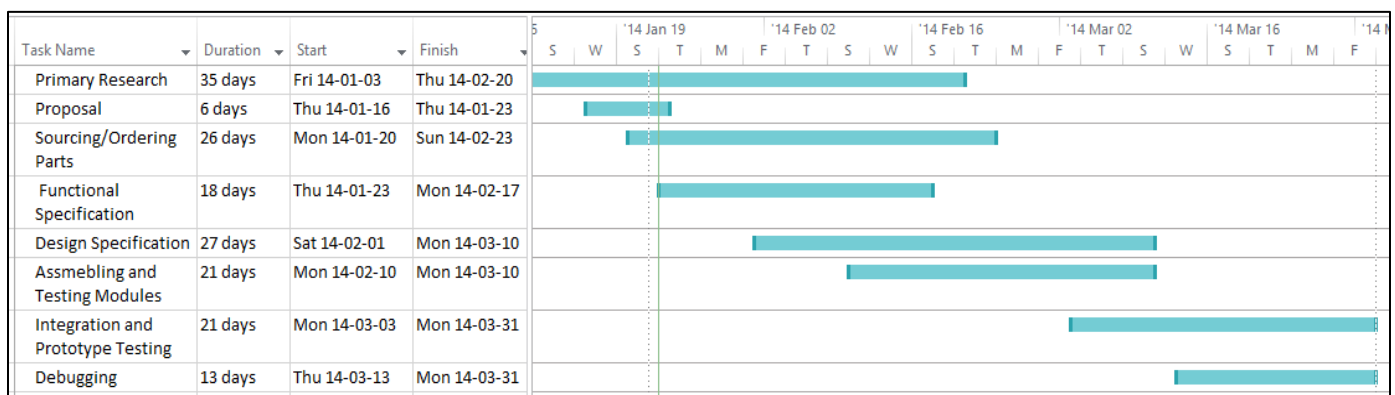 5 '14 Jan 19 '14 Feb 02 '14 Feb 16 '14 Mar 02 '14 Mar 16 '14 M
Task Name Duration Start Finish S W S T M F T S W S T M F T S W S T M F
Primary Research 35 days Fri 14-01-03 Thu 14-02-20
Proposal 6 days Thu 14-01-16 Thu 14-01-23
Sourcing/Ordering 26 days Mon 14-01-20 Sun 14-02-23
Parts
Functional 18 days Thu 14-01-23 Mon 14-02-17
Specification
Design Specification 27 days Sat 14-02-01 Mon 14-03-10
Assmebling and 21 days Mon 14-02-10 Mon 14-03-10
Testing Modules
Integration and 21 days Mon 14-03-03 Mon 14-03-31
Prototype Testing
Debugging 13 days Thu 14-03-13 Mon 14-03-31